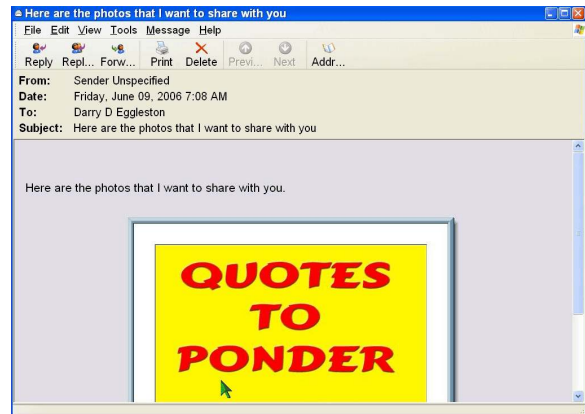 Here are the photos that I want to share with you
File Edit View Tools Message Help
Reply Repl... Forw... Print Delete Previ... Next Addr...
From: Sender Unspecified
Date: Friday, June 09, 2006 7:08 AM
To: Darry D Eggleston
Subject: Here are the photos that I want to share with you
Here are the photos that I want to share with you.
QUOTES
TO
PONDER